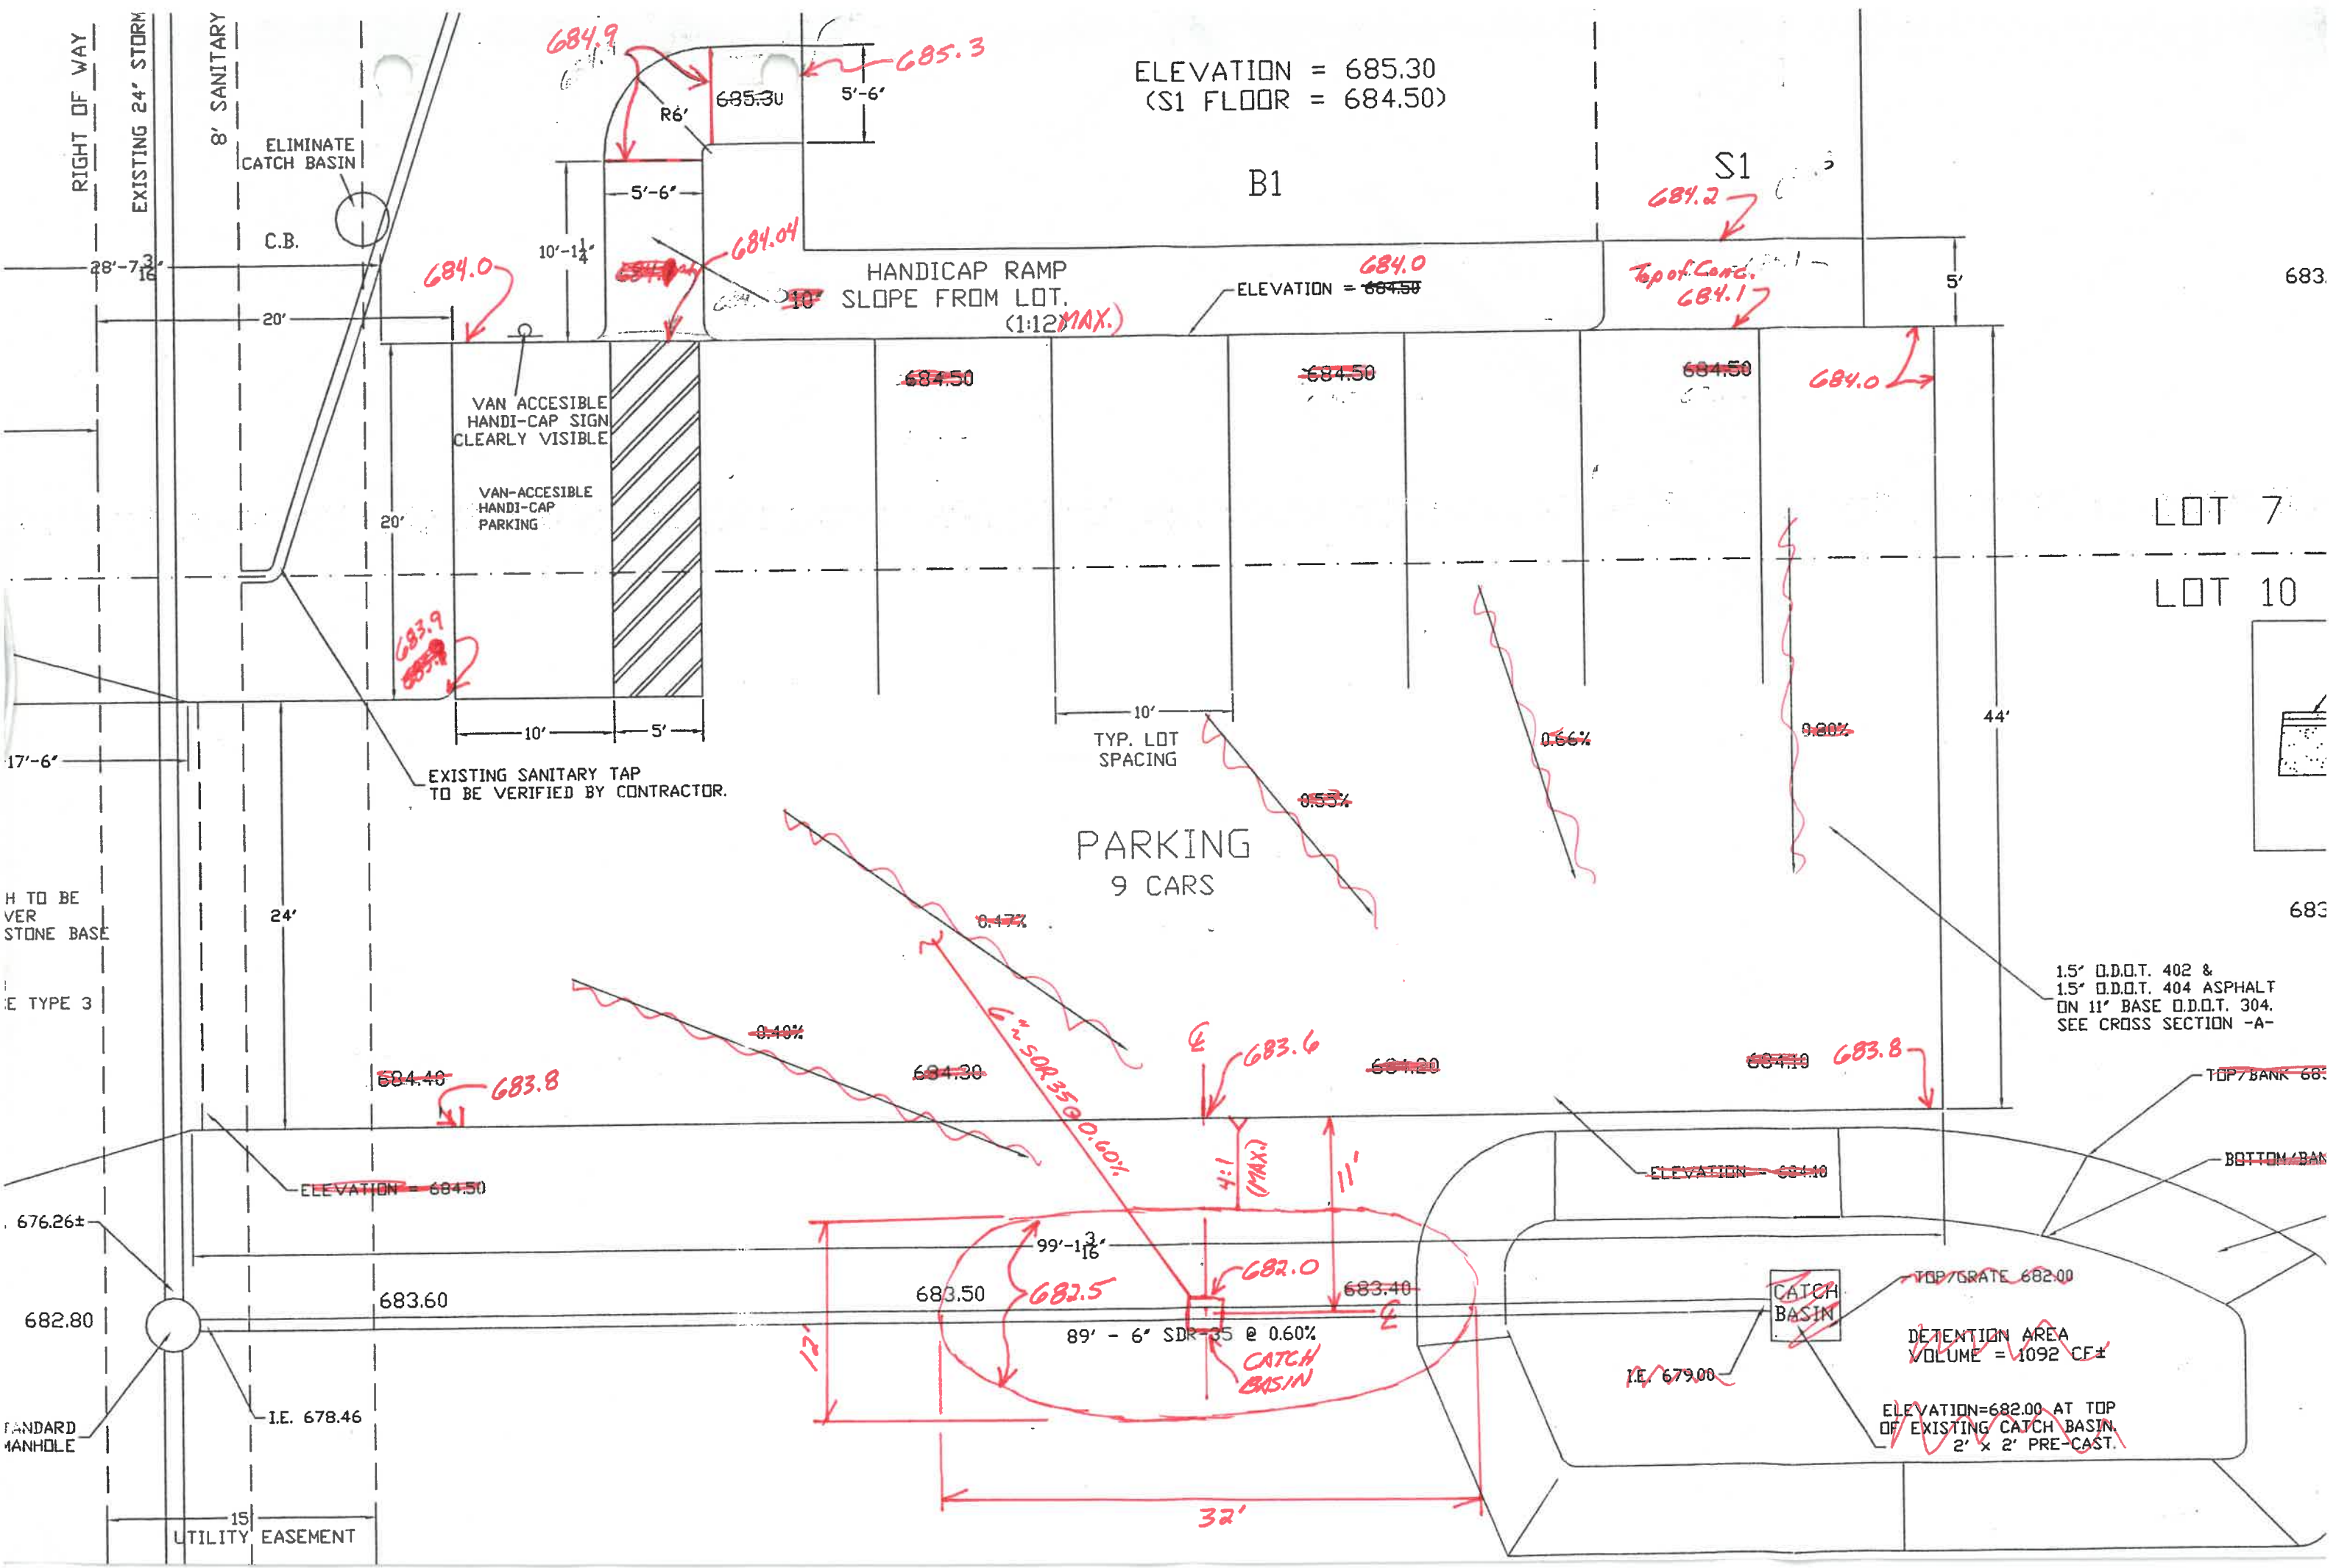 RIGHT OF WAY
EXISTING 24" STORM
8' SANITARY
684.9
685.3
685.30
R6'
5'-6"
ELEVATION = 685.30
(S1 FLOOR = 684.50)
ELIMINATE
CATCH BASIN
C.B.
5'-6"
B1
S1
684.2
28'-7 3/16"
684.0
10'-1 1/4"
684.04
10"
HANDICAP RAMP
SLOPE FROM LOT.
(1:12 MAX.)
684.0
ELEVATION = 684.50
Top of Conc.
684.1
5'
683.
20'
684.50
684.50
684.50
684.0
VAN ACCESIBLE
HANDI-CAP SIGN
CLEARLY VISIBLE
VAN-ACCESIBLE
HANDI-CAP
PARKING
20'
LOT 7
LOT 10
683.9
10'
5'
10'
TYP. LOT
SPACING
0.66%
0.80%
44'
17'-6"
EXISTING SANITARY TAP
TO BE VERIFIED BY CONTRACTOR.
0.55%
PARKING
9 CARS
H TO BE
VER
STONE BASE
24'
0.47%
683
E TYPE 3
1.5" O.D.O.T. 402 &
1.5" O.D.O.T. 404 ASPHALT
ON 11" BASE O.D.O.T. 304.
SEE CROSS SECTION -A-
0.40%
6" SDR35@0.60%
℄
683.6
684.40
683.8
684.30
684.20
684.10
683.8
TOP/BANK 683
4:1
(MAX.)
11'
ELEVATION = 684.50
ELEVATION = 684.10
BOTTOM/BAN
. 676.26±
99'-1 3/16"
682.0
682.5
683.60
683.50
683.40
℄
682.80
89' - 6" SDR-35 @ 0.60%
CATCH
BASIN
12'
CATCH
BASIN
TOP/GRATE 682.00
DETENTION AREA
VOLUME = 1092 CF±
I.E. 679.00
ELEVATION=682.00 AT TOP
OF EXISTING CATCH BASIN.
2' x 2' PRE-CAST.
TANDARD
MANHOLE
I.E. 678.46
32'
15'
UTILITY EASEMENT